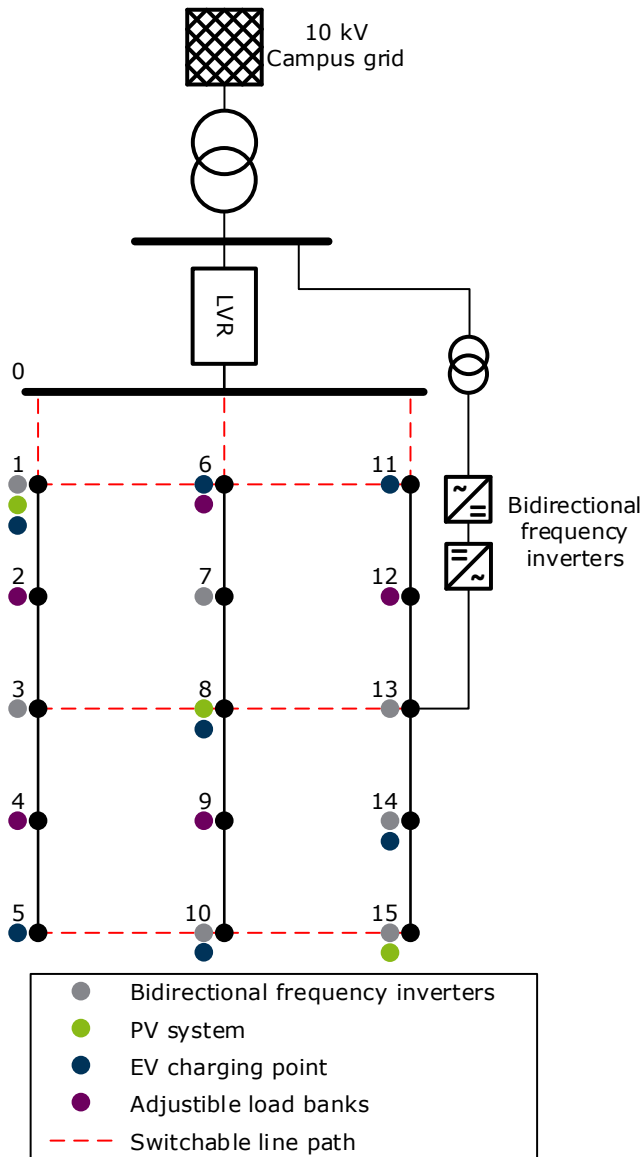 10 kV
Campus grid
LVR
0
1
6
11
Bidirectional
frequency
inverters
2
7
12
3
8
13
4
9
14
5
10
15
Bidirectional frequency inverters
PV system
EV charging point
Adjustible load banks
Switchable line path